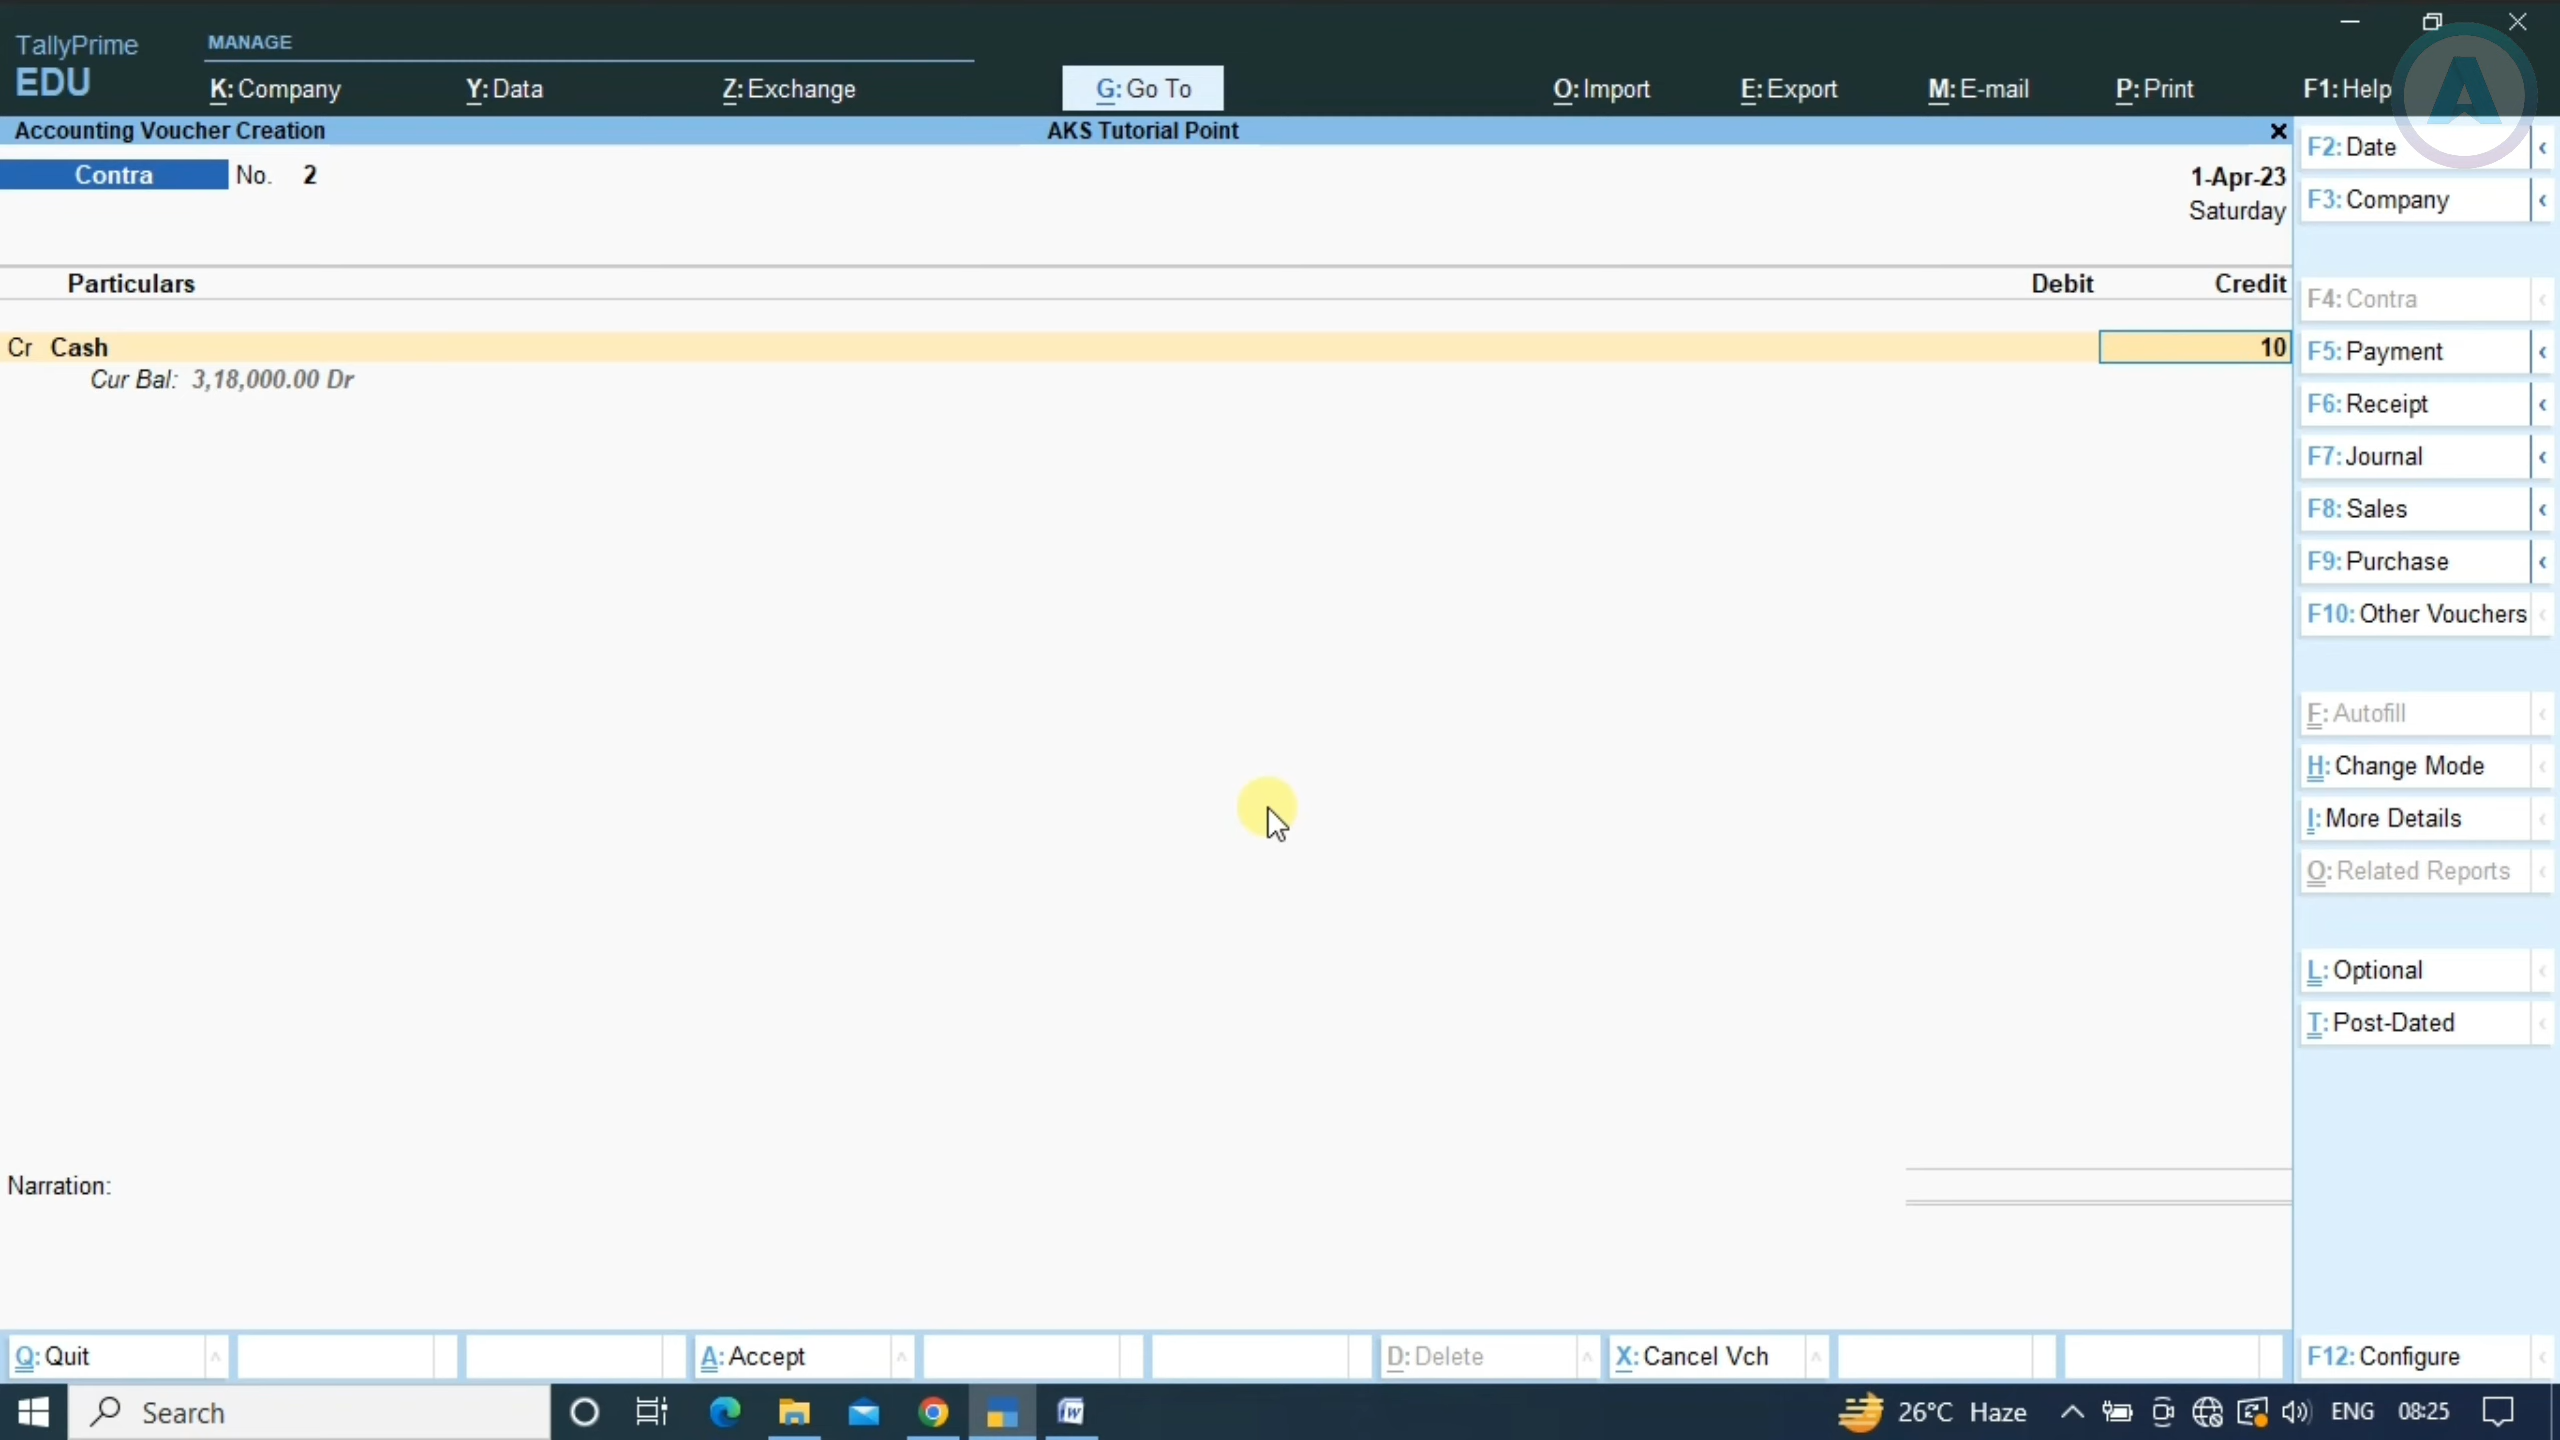 TallyPrime
EDU
MANAGE
K: Company
Y: Data
Z: Exchange
G: Go To
O: Import
E: Export
M: E-mail
P: Print
F1: Help
A
Accounting Voucher Creation
AKS Tutorial Point
Contra No. 2
1-Apr-23
Saturday
Particulars
Debit
Credit
Cr Cash
10
Cur Bal: 3,18,000.00 Dr
Narration:
F2: Date
F3: Company
F4: Contra
F5: Payment
F6: Receipt
F7: Journal
F8: Sales
F9: Purchase
F10: Other Vouchers
F: Autofill
H: Change Mode
I: More Details
O: Related Reports
L: Optional
T: Post-Dated
F12: Configure
Q: Quit
A: Accept
D: Delete
X: Cancel Vch
Search
26°C Haze
ENG
08:25